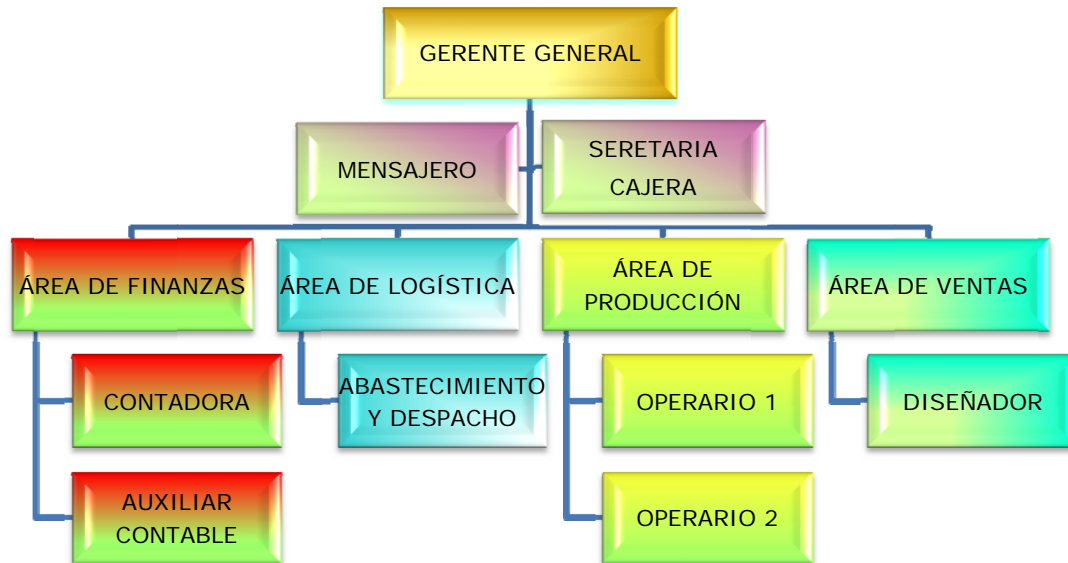 GERENTE GENERAL
MENSAJERO
SERETARIA
CAJERA
ÁREA DE FINANZAS
ÁREA DE LOGÍSTICA
ÁREA DE
PRODUCCIÓN
ÁREA DE VENTAS
CONTADORA
ABASTECIMIENTO
Y DESPACHO
OPERARIO 1
DISEÑADOR
AUXILIAR
CONTABLE
OPERARIO 2